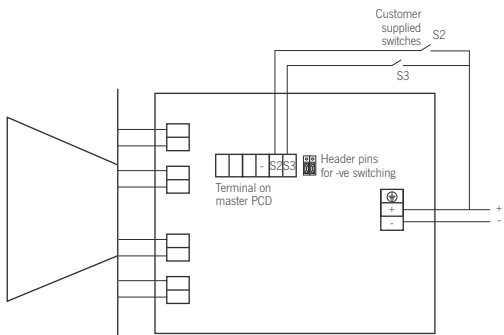 Customer
supplied
switches
S2
S3
- S2 S3
Header pins
for -ve switching
Terminal on
master PCD
+
-
+
-